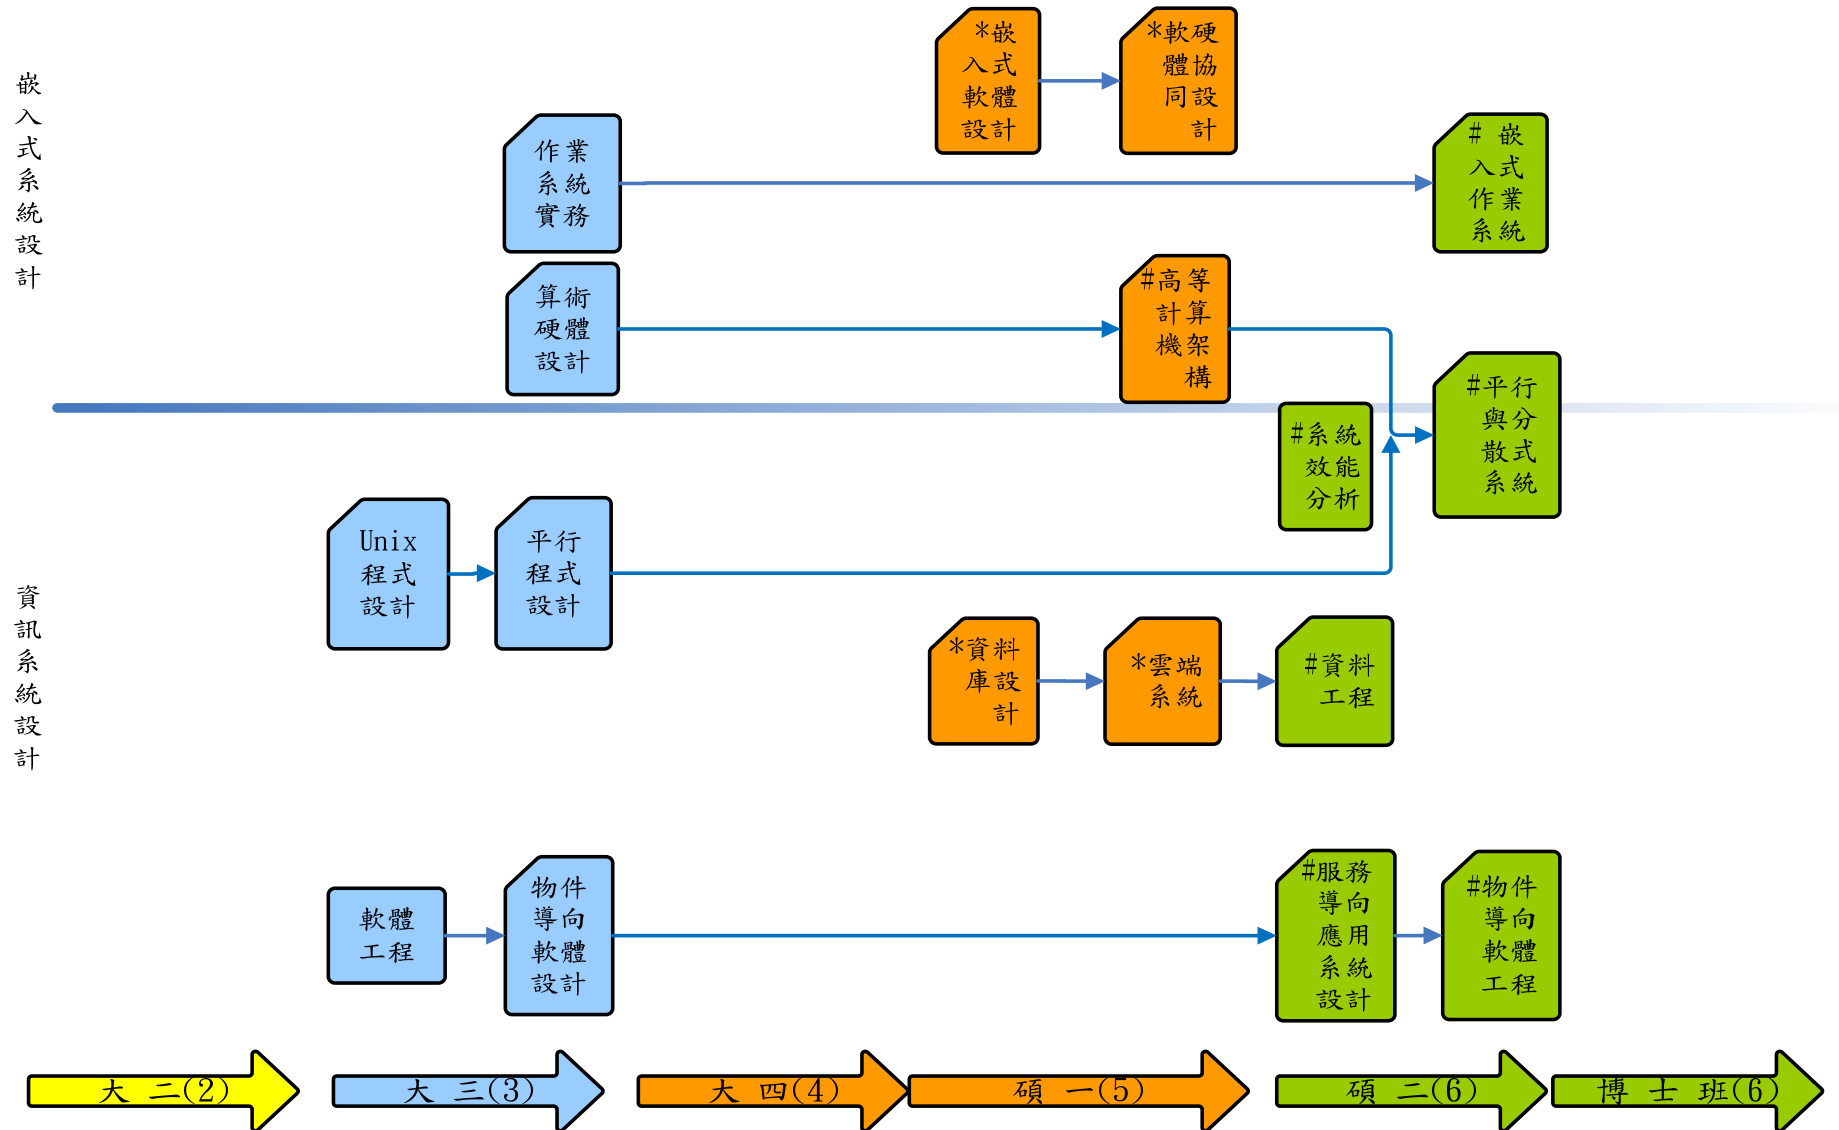 嵌
入
式
系
統
設
計
*嵌
入式
軟體
設計
*軟硬
體協
同設
計
作業
系統
實務
# 嵌
入式
作業
系統
算術
硬體
設計
#高等
計算
機架
構
#平行
與分
散式
系統
#系統
效能
分析
資
訊
系
統
設
計
Unix
程式
設計
平行
程式
設計
*資料
庫設
計
*雲端
系統
#資料
工程
軟體
工程
物件
導向
軟體
設計
#服務
導向
應用
系統
設計
#物件
導向
軟體
工程
大 二(2)
大 三(3)
大 四(4)
碩 一(5)
碩 二(6)
博 士 班(6)